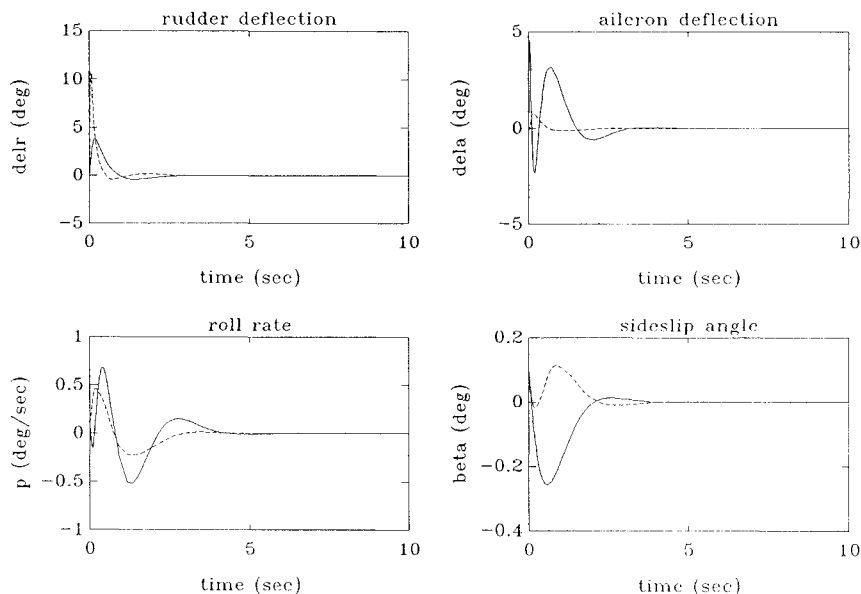 rudder deflection
15
10
5
0
−5
delr (deg)
0
5
10
time (sec)
ailcron deflection
5
0
−5
dela (deg)
0
5
10
time (sec)
roll rate
1
0.5
0
−0.5
−1
p (deg/sec)
0
5
10
time (sec)
sideslip angle
0.2
0
−0.2
−0.4
beta (deg)
0
5
10
time (sec)